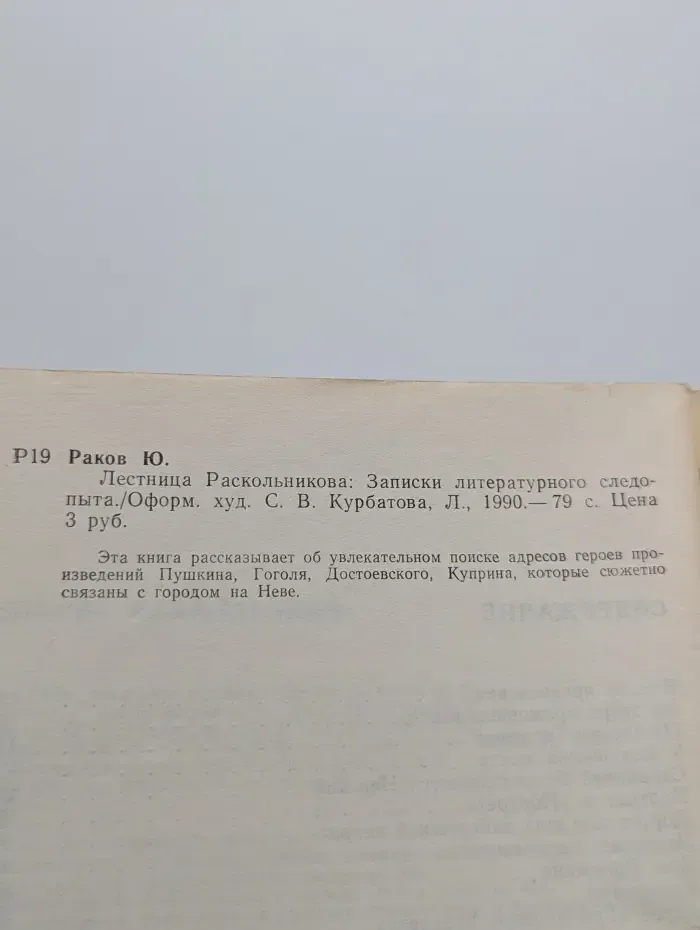 Р19 Раков Ю.
Лестница Раскольникова: Записки литературного следо-
пыта./Оформ. худ. С. В. Курбатова, Л., 1990.— 79 с. Цена
3 руб.
Эта книга рассказывает об увлекательном поиске адресов героев про-
изведений Пушкина, Гоголя, Достоевского, Куприна, которые сюжетно
связаны с городом на Неве.